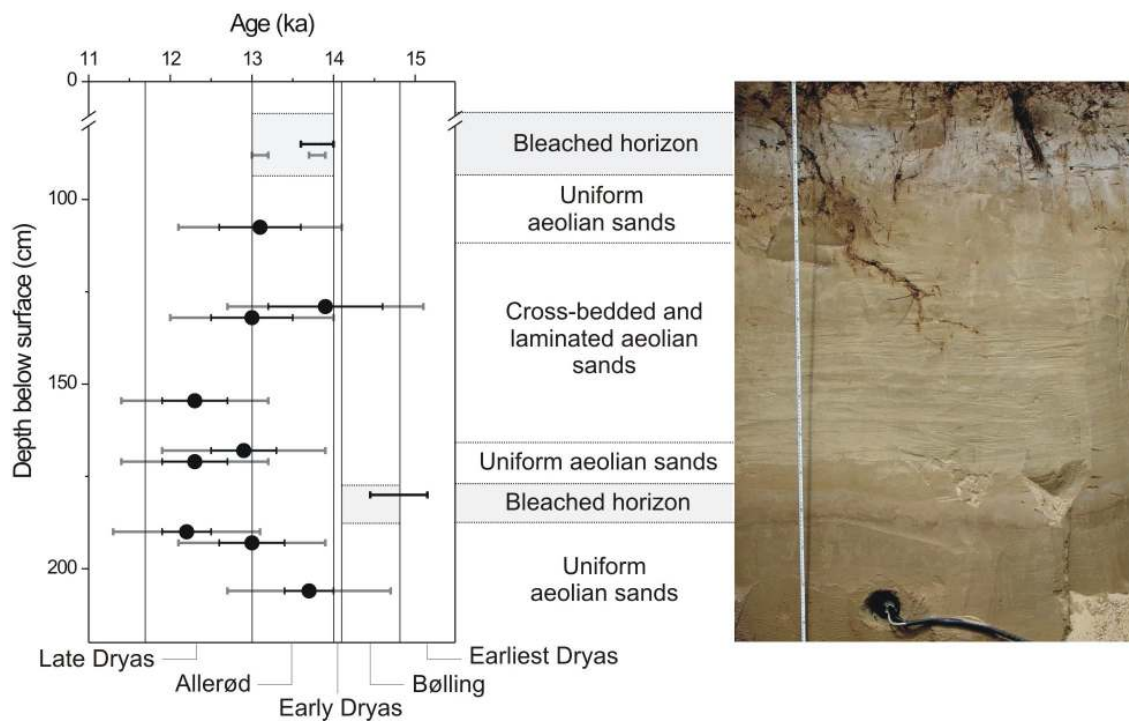 Age (ka)
11 12 13 14 15
0
100
150
200
Depth below surface (cm)
Bleached horizon
Uniform
aeolian sands
Cross-bedded and
laminated aeolian
sands
Uniform aeolian sands
Bleached horizon
Uniform
aeolian sands
Late Dryas
Allerød
Early Dryas
Bølling
Earliest Dryas